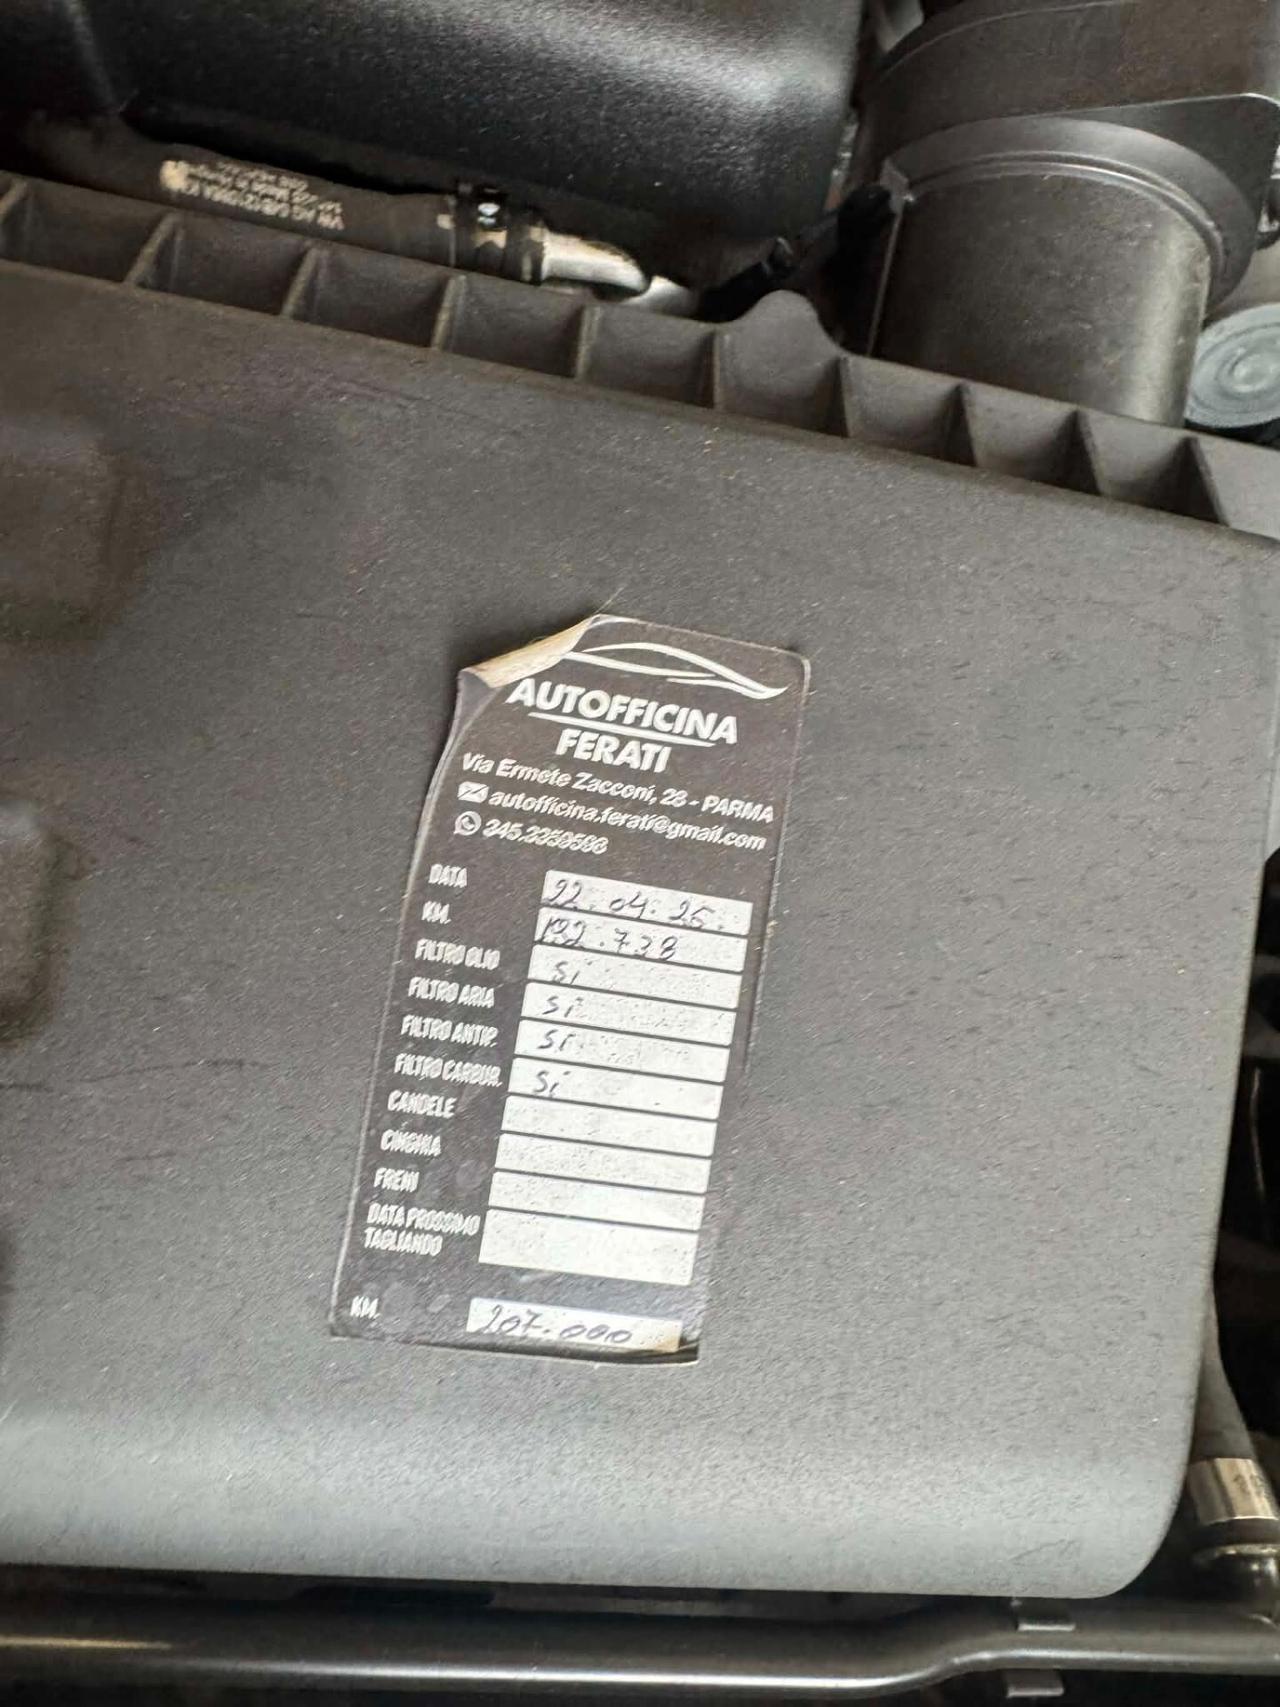 AUTOFFICINA
FERATI
Via Ermete Zacconi, 28 - PARMA
autofficina.ferati@gmail.com
DATA 22.04.25.
KM. 192.738
FILTRO OLIO si
FILTRO ARIA si
FILTRO ANTIP. si
FILTRO CARBUR. si
CANDELE
CINGHIA
FRENI
DATA PROSSIMO
TAGLIANDO
KM. 207.000